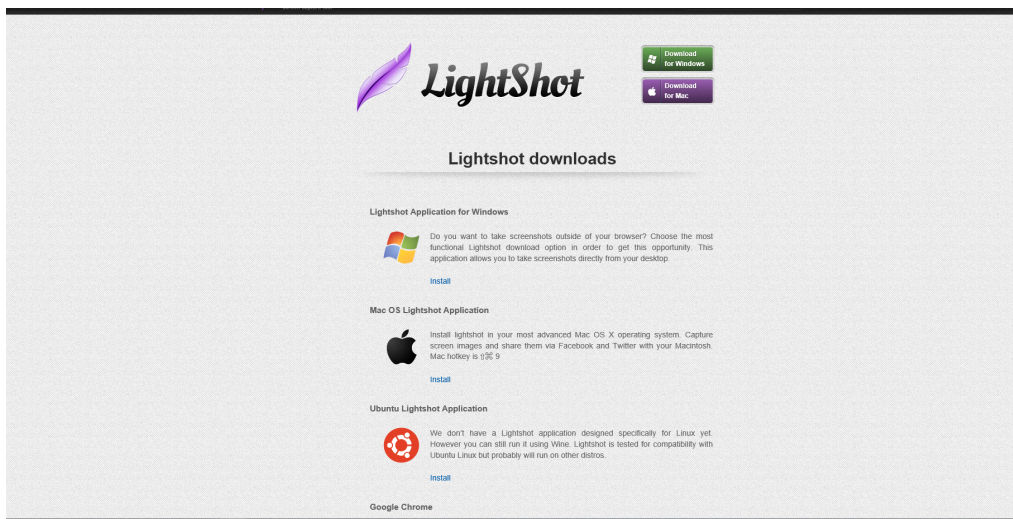 LightShot
Download
for Windows
Download
for Mac
Lightshot downloads
Lightshot Application for Windows
Do you want to take screenshots outside of your browser? Choose the most
functional Lightshot download option in order to get this opportunity. This
application allows you to take screenshots directly from your desktop.
Install
Mac OS Lightshot Application
Install lightshot in your most advanced Mac OS X operating system. Capture
screen images and share them via Facebook and Twitter with your Macintosh.
Mac hotkey is ⇧⌘ 9
Install
Ubuntu Lightshot Application
We don't have a Lightshot application designed specifically for Linux yet.
However you can still run it using Wine. Lightshot is tested for compatibility with
Ubuntu Linux but probably will run on other distros.
Install
Google Chrome